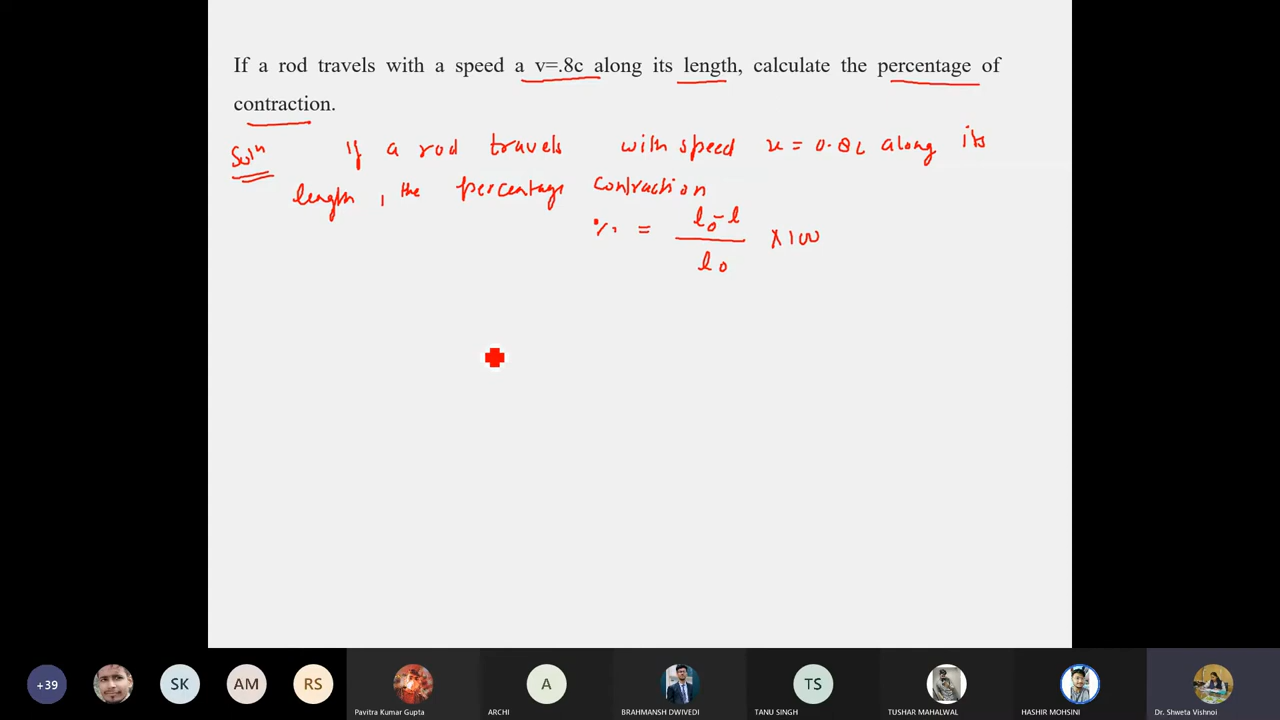 If a rod travels with a speed a v=.8c along its length, calculate the percentage of
contraction.
Soln If a rod travels with speed u = 0.8c along its
length, the percentage contraction
% = l₀-l / l₀ × 100
+39
SK
AM
RS
A
TS
Pavitra Kumar Gupta
ARCHI
BRAHMANSH DWIVEDI
TANU SINGH
TUSHAR MAHALWAL
HASHIR MOHSINI
Dr. Shweta Vishnoi